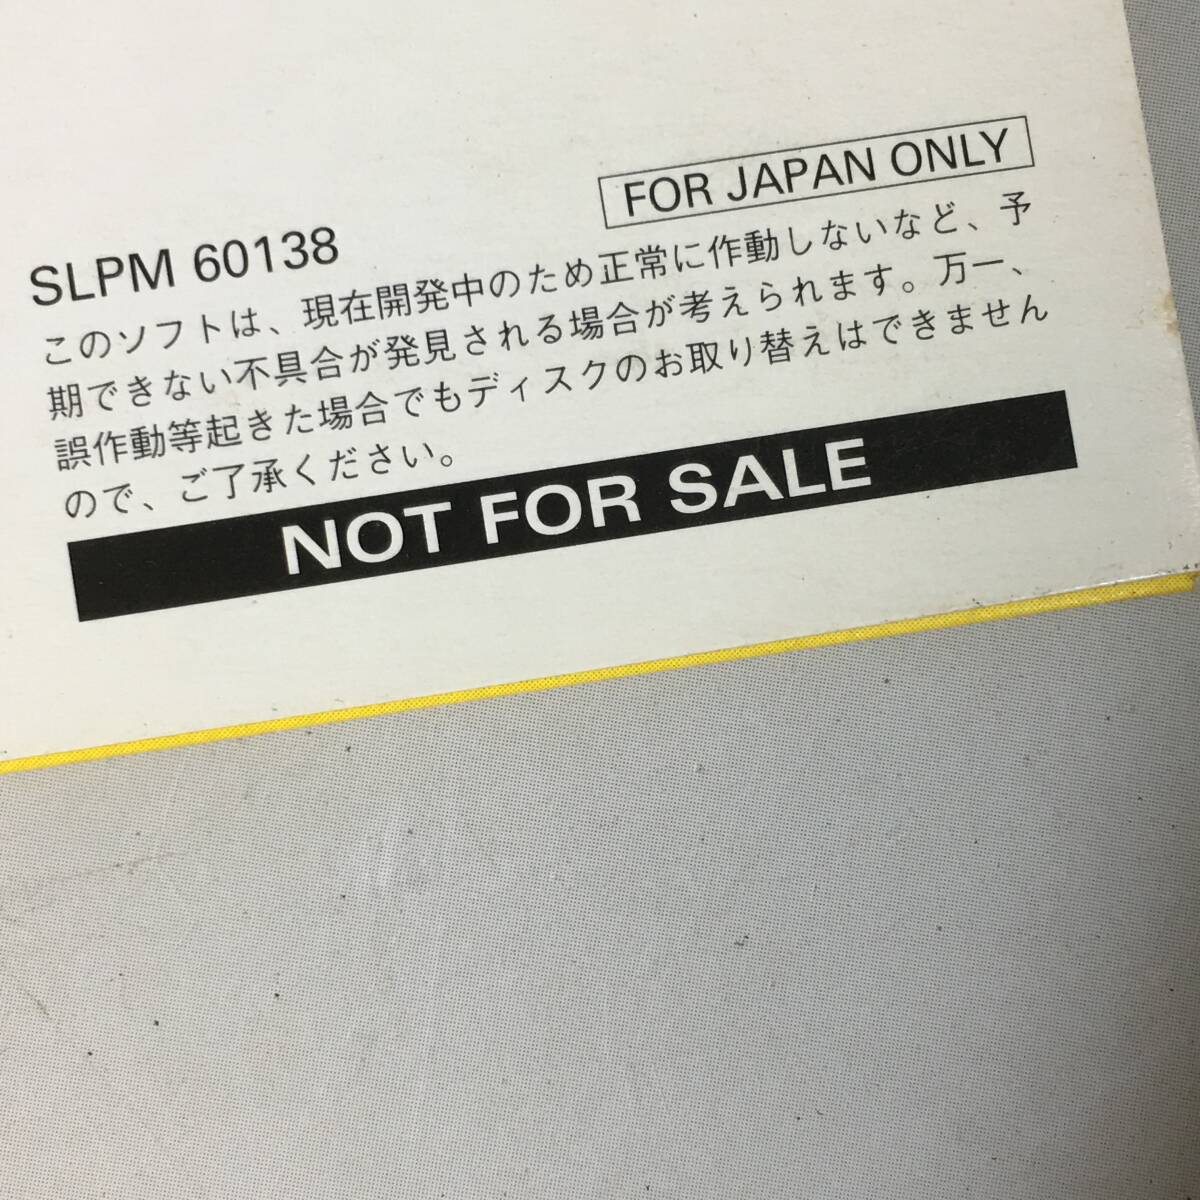 FOR JAPAN ONLY
SLPM 60138
このソフトは、現在開発中のため正常に作動しないなど、予
期できない不具合が発見される場合が考えられます。万一、
誤作動等起きた場合でもディスクのお取り替えはできません
ので、ご了承ください。
NOT FOR SALE